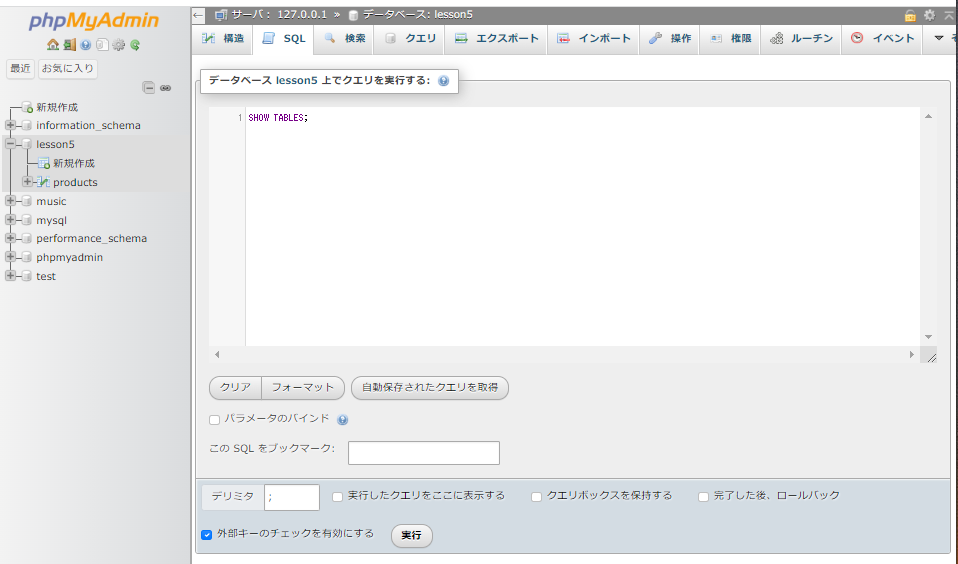 phpMyAdmin
最近 お気に入り
新規作成
information_schema
lesson5
新規作成
products
music
mysql
performance_schema
phpmyadmin
test
サーバ: 127.0.0.1 » データベース: lesson5
構造 SQL 検索 クエリ エクスポート インポート 操作 権限 ルーチン イベント
データベース lesson5 上でクエリを実行する:
1 SHOW TABLES;
クリア フォーマット 自動保存されたクエリを取得
パラメータのバインド
この SQL をブックマーク:
デリミタ ; 実行したクエリをここに表示する クエリボックスを保持する 完了した後、ロールバック
外部キーのチェックを有効にする 実行